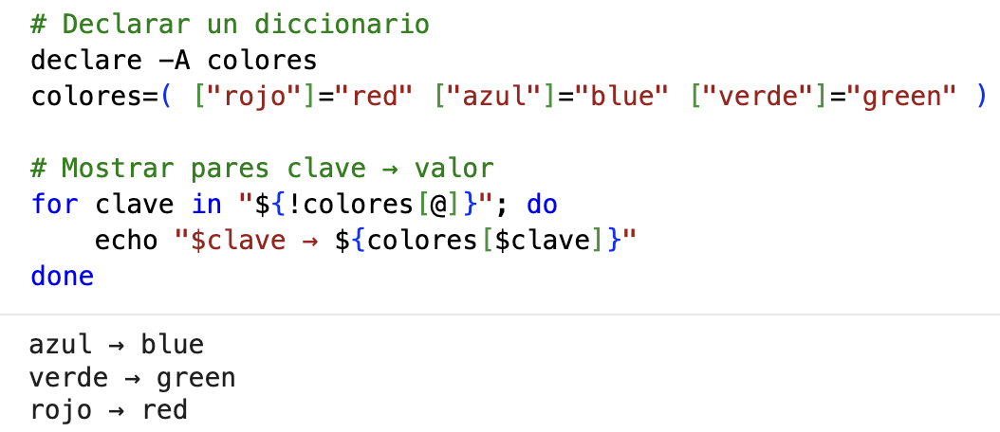 # Declarar un diccionario
declare -A colores
colores=( ["rojo"]="red" ["azul"]="blue" ["verde"]="green" )
# Mostrar pares clave → valor
for clave in "${!colores[@]}"; do
    echo "$clave → ${colores[$clave]}"
done
azul → blue
verde → green
rojo → red